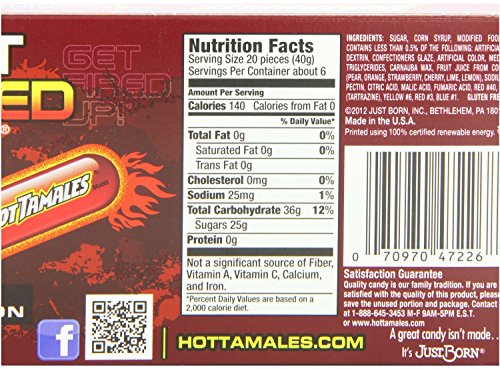 GET
FIRED
UP!
HOT TAMALES
BRAND
Nutrition Facts
Serving Size 20 pieces (40g)
Servings Per Container about 6
Amount Per Serving
Calories 140 Calories from Fat 0
% Daily Value*
Total Fat 0g 0%
Saturated Fat 0g 0%
Trans Fat 0g
Cholesterol 0mg 0%
Sodium 25mg 1%
Total Carbohydrate 36g 12%
Sugars 25g
Protein 0g
Not a significant source of Fiber,
Vitamin A, Vitamin C, Calcium,
and Iron.
*Percent Daily Values are based on a
2,000 calorie diet.
HOTTAMALES.COM
INGREDIENTS: SUGAR, CORN SYRUP, MODIFIED FOOD
CONTAINS LESS THAN 0.5% OF THE FOLLOWING: ARTIFICIAL
DEXTRIN, CONFECTIONERS GLAZE, ARTIFICIAL COLOR, MED
TRIGLYCERIDES, CARNAUBA WAX, FRUIT JUICE FROM CON
(PEAR, ORANGE, STRAWBERRY, CHERRY, LIME, LEMON), SODIU
PECTIN, CITRIC ACID, MALIC ACID, FUMARIC ACID, RED #40,
(TARTRAZINE), YELLOW #6, RED #3, BLUE #1. GLUTEN FR
©2012 JUST BORN, INC., BETHLEHEM, PA 1801
Made in the U.S.A.
Printed using 100% certified renewable energy.
0 70970 47226
Satisfaction Guarantee
Quality candy is our family tradition. If you are
satisfied with the quality of this product, please
save the unused portion and package. Contact
at 1-888-645-3453 M-F 9AM-5PM E.S.T. or
www.hottamales.com.
A great candy isn't made..
It's JUST BORN®